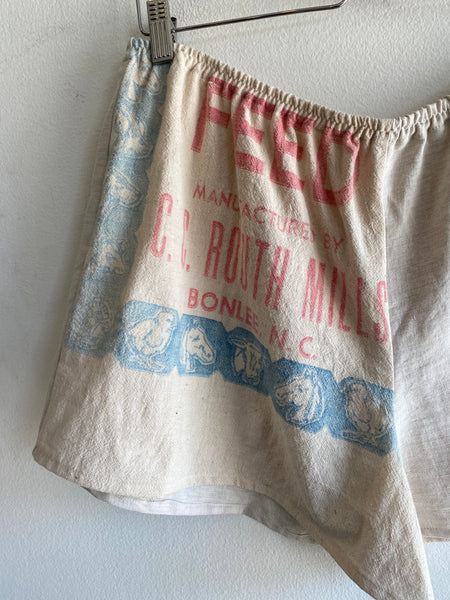 FEED
MANUFACTURED BY
C.C. ROUTH MILLS
BONLEE, N.C.